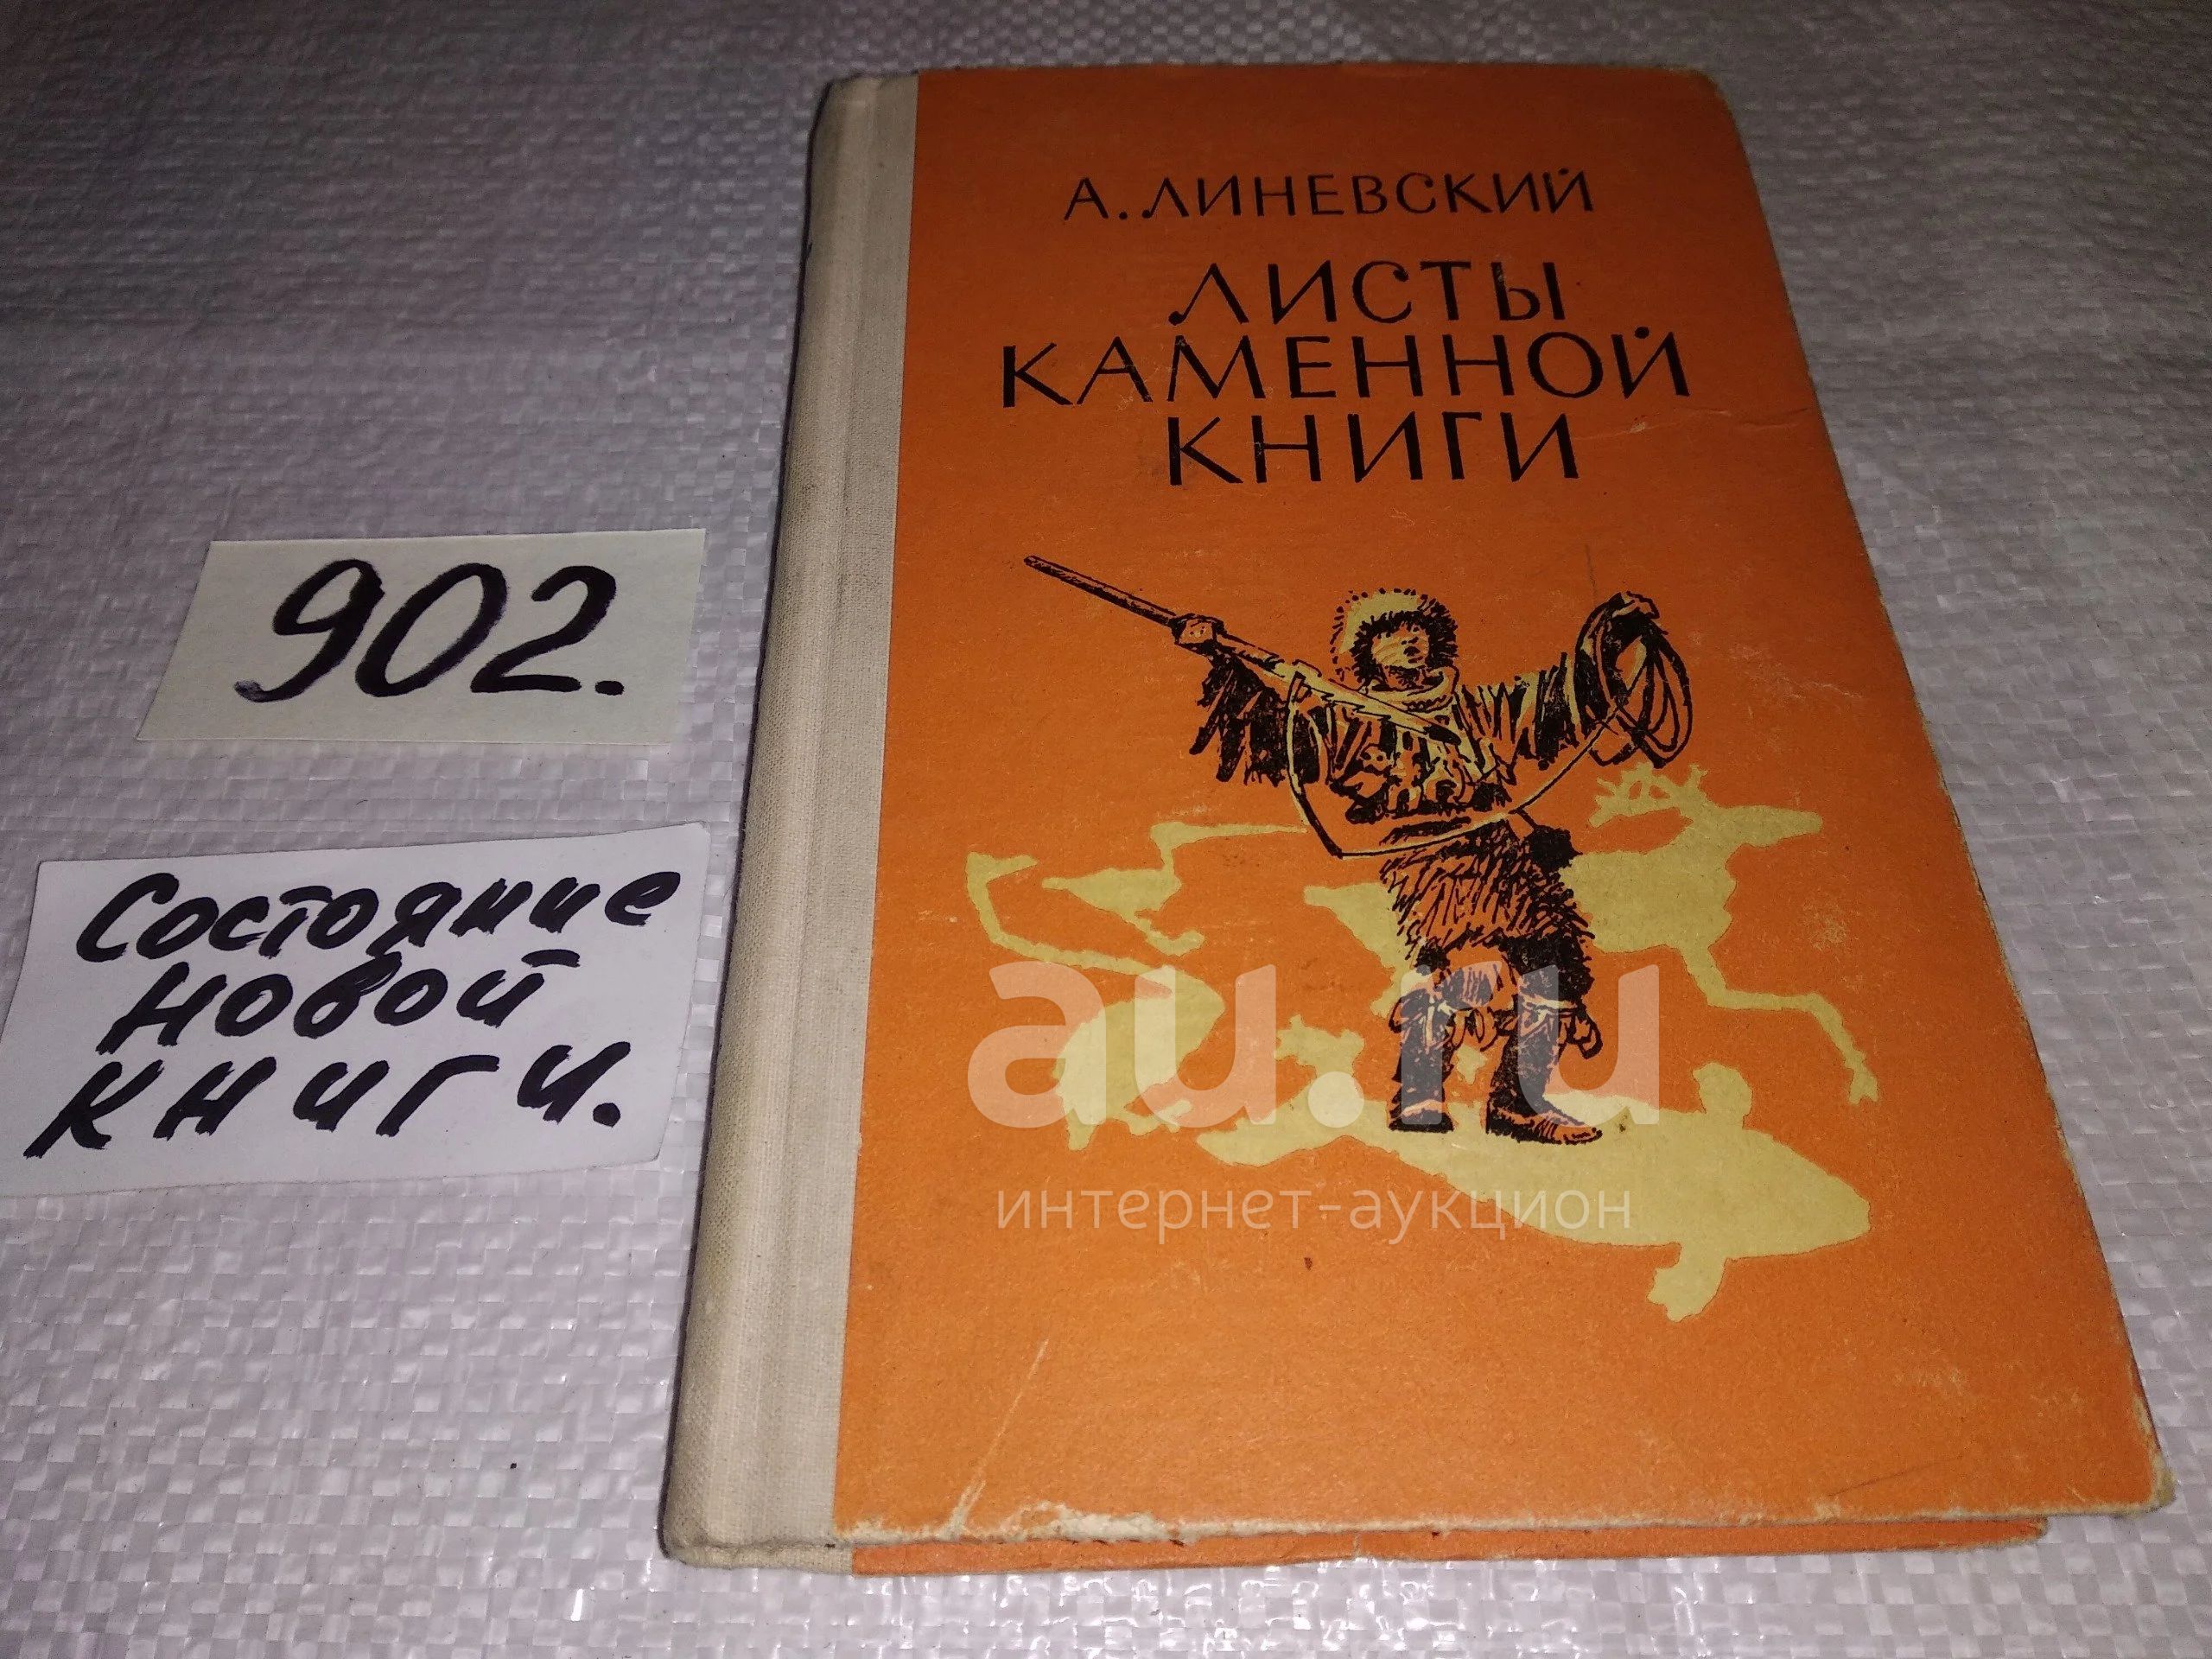 А. ЛИНЕВСКИЙ
ЛИСТЫ
КАМЕННОЙ
КНИГИ
902.
Состояние
новой
книги.
au.ru
интернет-аукцион